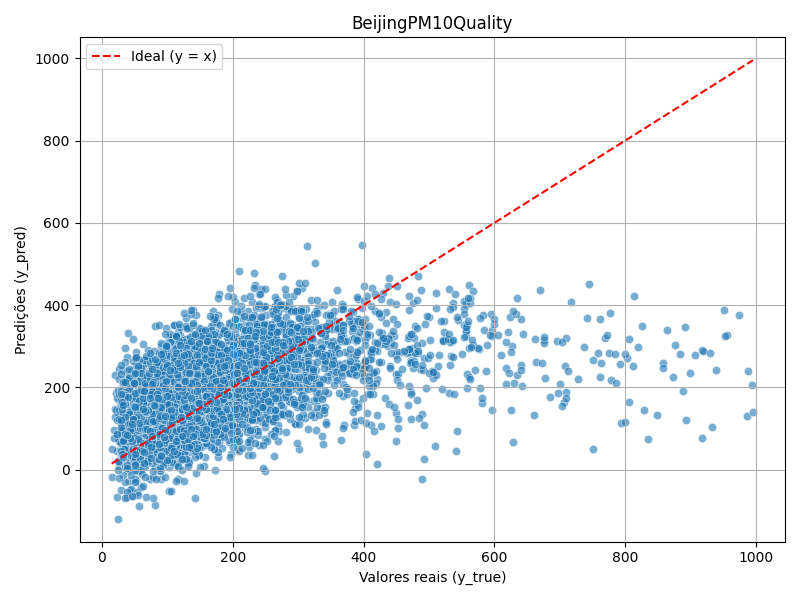 BeijingPM10Quality
Ideal (y = x)
1000
800
600
400
200
0
Predições (y_pred)
0 200 400 600 800 1000
Valores reais (y_true)